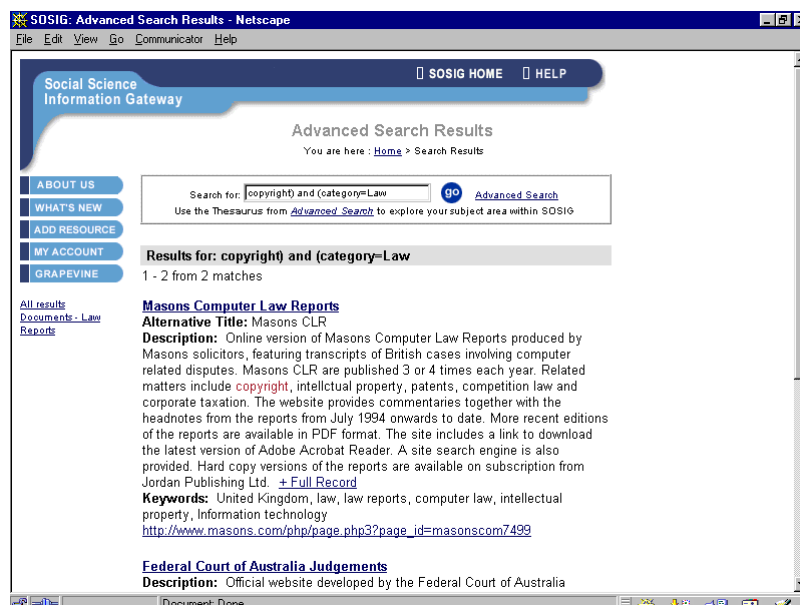 SOSIG: Advanced Search Results - Netscape
File Edit View Go Communicator Help
SOSIG HOME HELP
Social Science
Information Gateway
Advanced Search Results
You are here : Home > Search Results
ABOUT US
WHAT'S NEW
ADD RESOURCE
MY ACCOUNT
GRAPEVINE
All results
Documents - Law
Reports
Search for: copyright) and (category=Law go Advanced Search
Use the Thesaurus from Advanced Search to explore your subject area within SOSIG
Results for: copyright) and (category=Law
1 - 2 from 2 matches
Masons Computer Law Reports
Alternative Title: Masons CLR
Description: Online version of Masons Computer Law Reports produced by
Masons solicitors, featuring transcripts of British cases involving computer
related disputes. Masons CLR are published 3 or 4 times each year. Related
matters include copyright, intellctual property, patents, competition law and
corporate taxation. The website provides commentaries together with the
headnotes from the reports from July 1994 onwards to date. More recent editions
of the reports are available in PDF format. The site includes a link to download
the latest version of Adobe Acrobat Reader. A site search engine is also
provided. Hard copy versions of the reports are available on subscription from
Jordan Publishing Ltd. + Full Record
Keywords: United Kingdom, law, law reports, computer law, intellectual
property, Information technology
http://www.masons.com/php/page.php3?page_id=masonscom7499
Federal Court of Australia Judgements
Description: Official website developed by the Federal Court of Australia
Document: Done